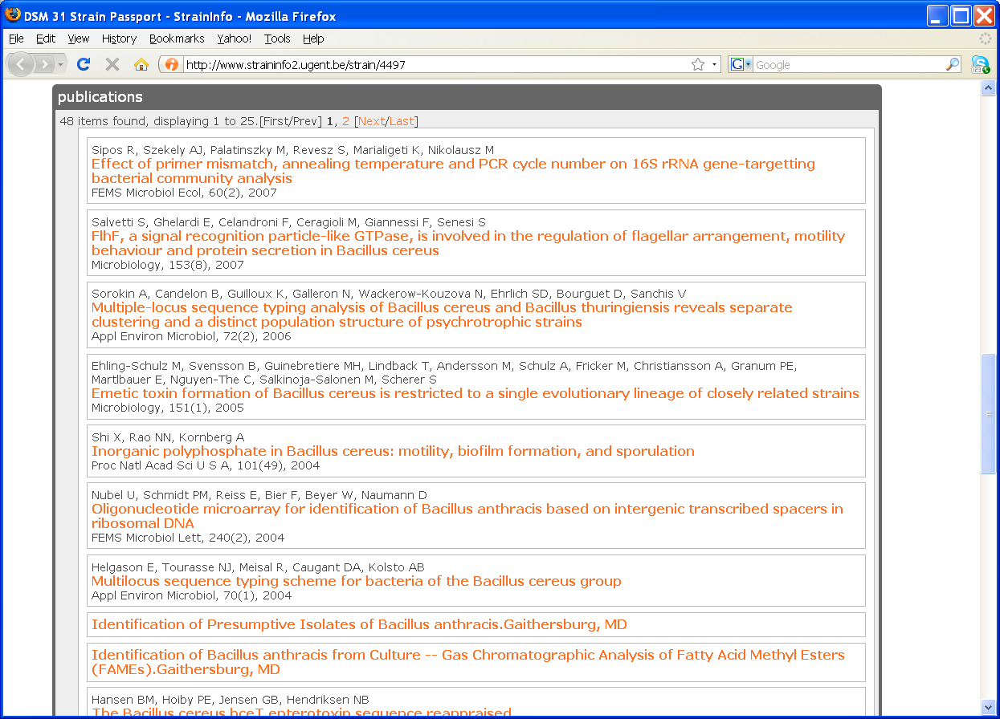 DSM 31 Strain Passport - StrainInfo - Mozilla Firefox
File Edit View History Bookmarks Yahoo! Tools Help
http://www.straininfo2.ugent.be/strain/4497
G Google
publications
48 items found, displaying 1 to 25.[First/Prev] 1, 2 [Next/Last]
Sipos R, Szekely AJ, Palatinszky M, Revesz S, Marialigeti K, Nikolausz M
Effect of primer mismatch, annealing temperature and PCR cycle number on 16S rRNA gene-targetting
bacterial community analysis
FEMS Microbiol Ecol, 60(2), 2007
Salvetti S, Ghelardi E, Celandroni F, Ceragioli M, Giannessi F, Senesi S
FlhF, a signal recognition particle-like GTPase, is involved in the regulation of flagellar arrangement, motility
behaviour and protein secretion in Bacillus cereus
Microbiology, 153(8), 2007
Sorokin A, Candelon B, Guilloux K, Galleron N, Wackerow-Kouzova N, Ehrlich SD, Bourguet D, Sanchis V
Multiple-locus sequence typing analysis of Bacillus cereus and Bacillus thuringiensis reveals separate
clustering and a distinct population structure of psychrotrophic strains
Appl Environ Microbiol, 72(2), 2006
Ehling-Schulz M, Svensson B, Guinebretiere MH, Lindback T, Andersson M, Schulz A, Fricker M, Christiansson A, Granum PE,
Martlbauer E, Nguyen-The C, Salkinoja-Salonen M, Scherer S
Emetic toxin formation of Bacillus cereus is restricted to a single evolutionary lineage of closely related strains
Microbiology, 151(1), 2005
Shi X, Rao NN, Kornberg A
Inorganic polyphosphate in Bacillus cereus: motility, biofilm formation, and sporulation
Proc Natl Acad Sci U S A, 101(49), 2004
Nubel U, Schmidt PM, Reiss E, Bier F, Beyer W, Naumann D
Oligonucleotide microarray for identification of Bacillus anthracis based on intergenic transcribed spacers in
ribosomal DNA
FEMS Microbiol Lett, 240(2), 2004
Helgason E, Tourasse NJ, Meisal R, Caugant DA, Kolsto AB
Multilocus sequence typing scheme for bacteria of the Bacillus cereus group
Appl Environ Microbiol, 70(1), 2004
Identification of Presumptive Isolates of Bacillus anthracis.Gaithersburg, MD
Identification of Bacillus anthracis from Culture -- Gas Chromatographic Analysis of Fatty Acid Methyl Esters
(FAMEs).Gaithersburg, MD
Hansen BM, Hoiby PE, Jensen GB, Hendriksen NB
The Bacillus cereus bceT enterotoxin sequence reappraised